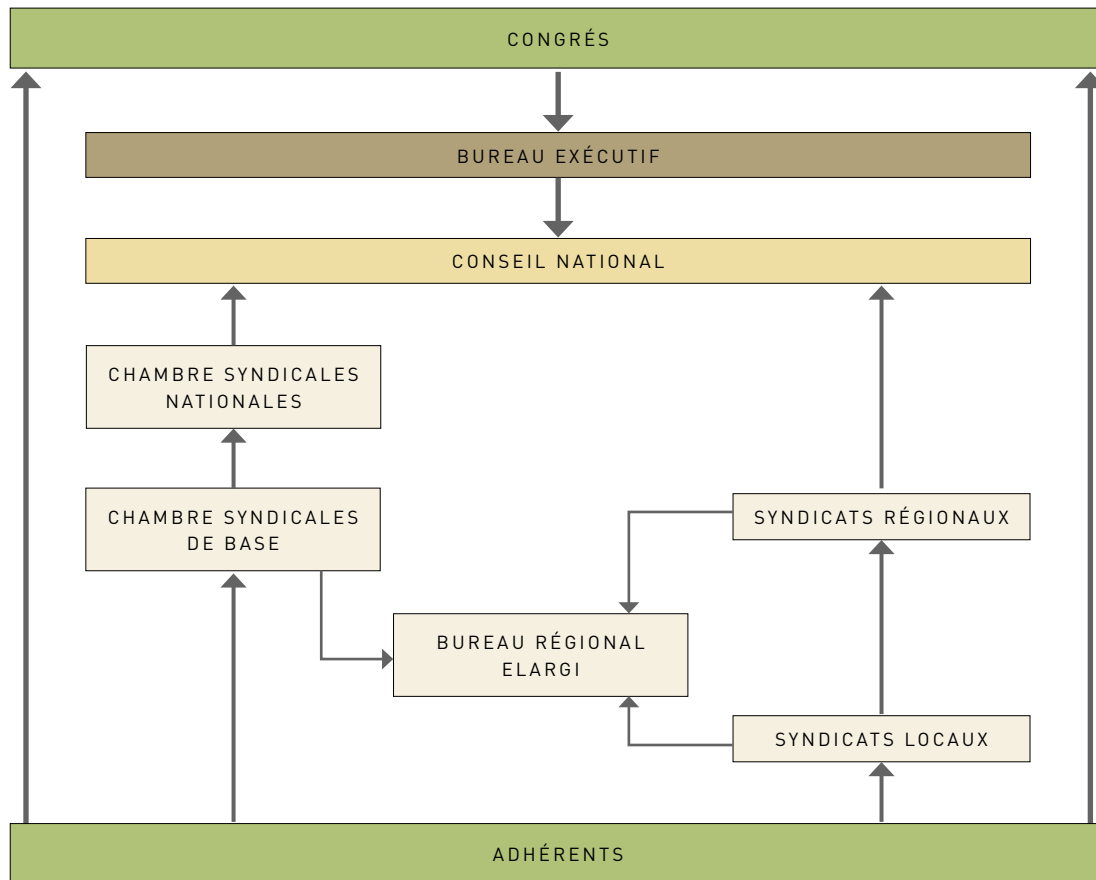 CONGRÉS
BUREAU EXÉCUTIF
CONSEIL NATIONAL
CHAMBRE SYNDICALES
NATIONALES
CHAMBRE SYNDICALES
DE BASE
SYNDICATS RÉGIONAUX
BUREAU RÉGIONAL
ELARGI
SYNDICATS LOCAUX
ADHÉRENTS